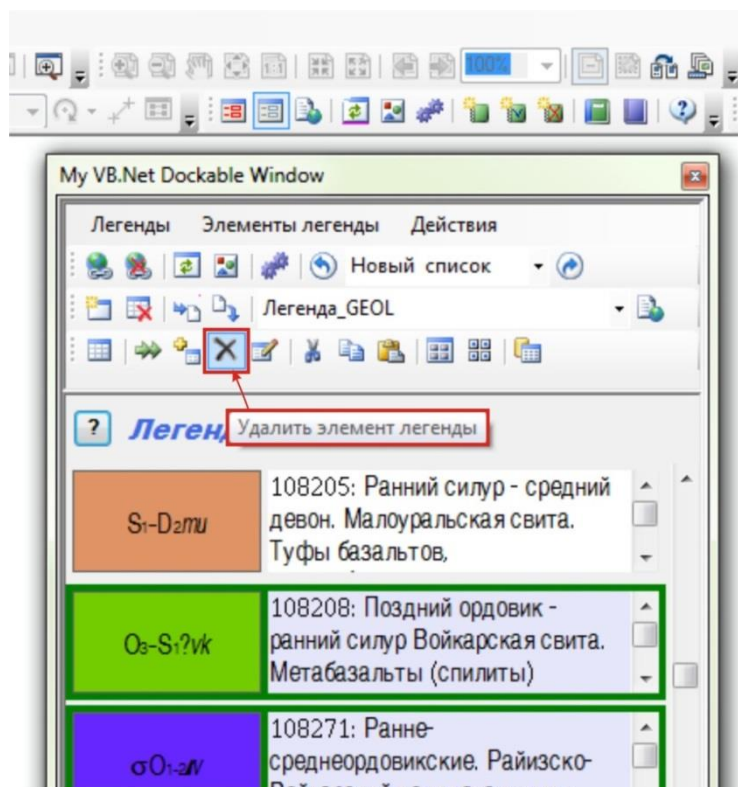 100%
My VB.Net Dockable Window
Легенды Элементы легенды Действия
Новый список
Легенда_GEOL
Удалить элемент легенды
? Леген
S₁-D₂mu
108205: Ранний силур - средний
девон. Малоуральская свита.
Туфы базальтов,
O₃-S₁?vk
108208: Поздний ордовик -
ранний силур Войкарская свита.
Метабазальты (спилиты)
108271: Ранне-
среднеордовикские. Райизско-